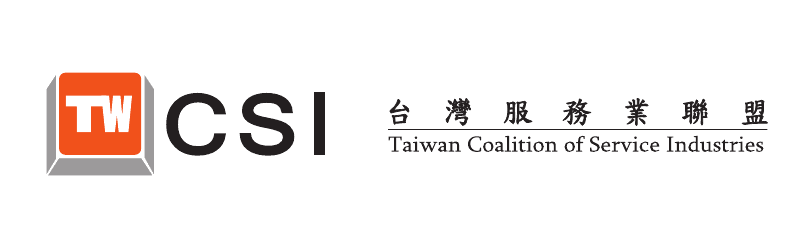 TW CSI
台灣服務業聯盟
Taiwan Coalition of Service Industries